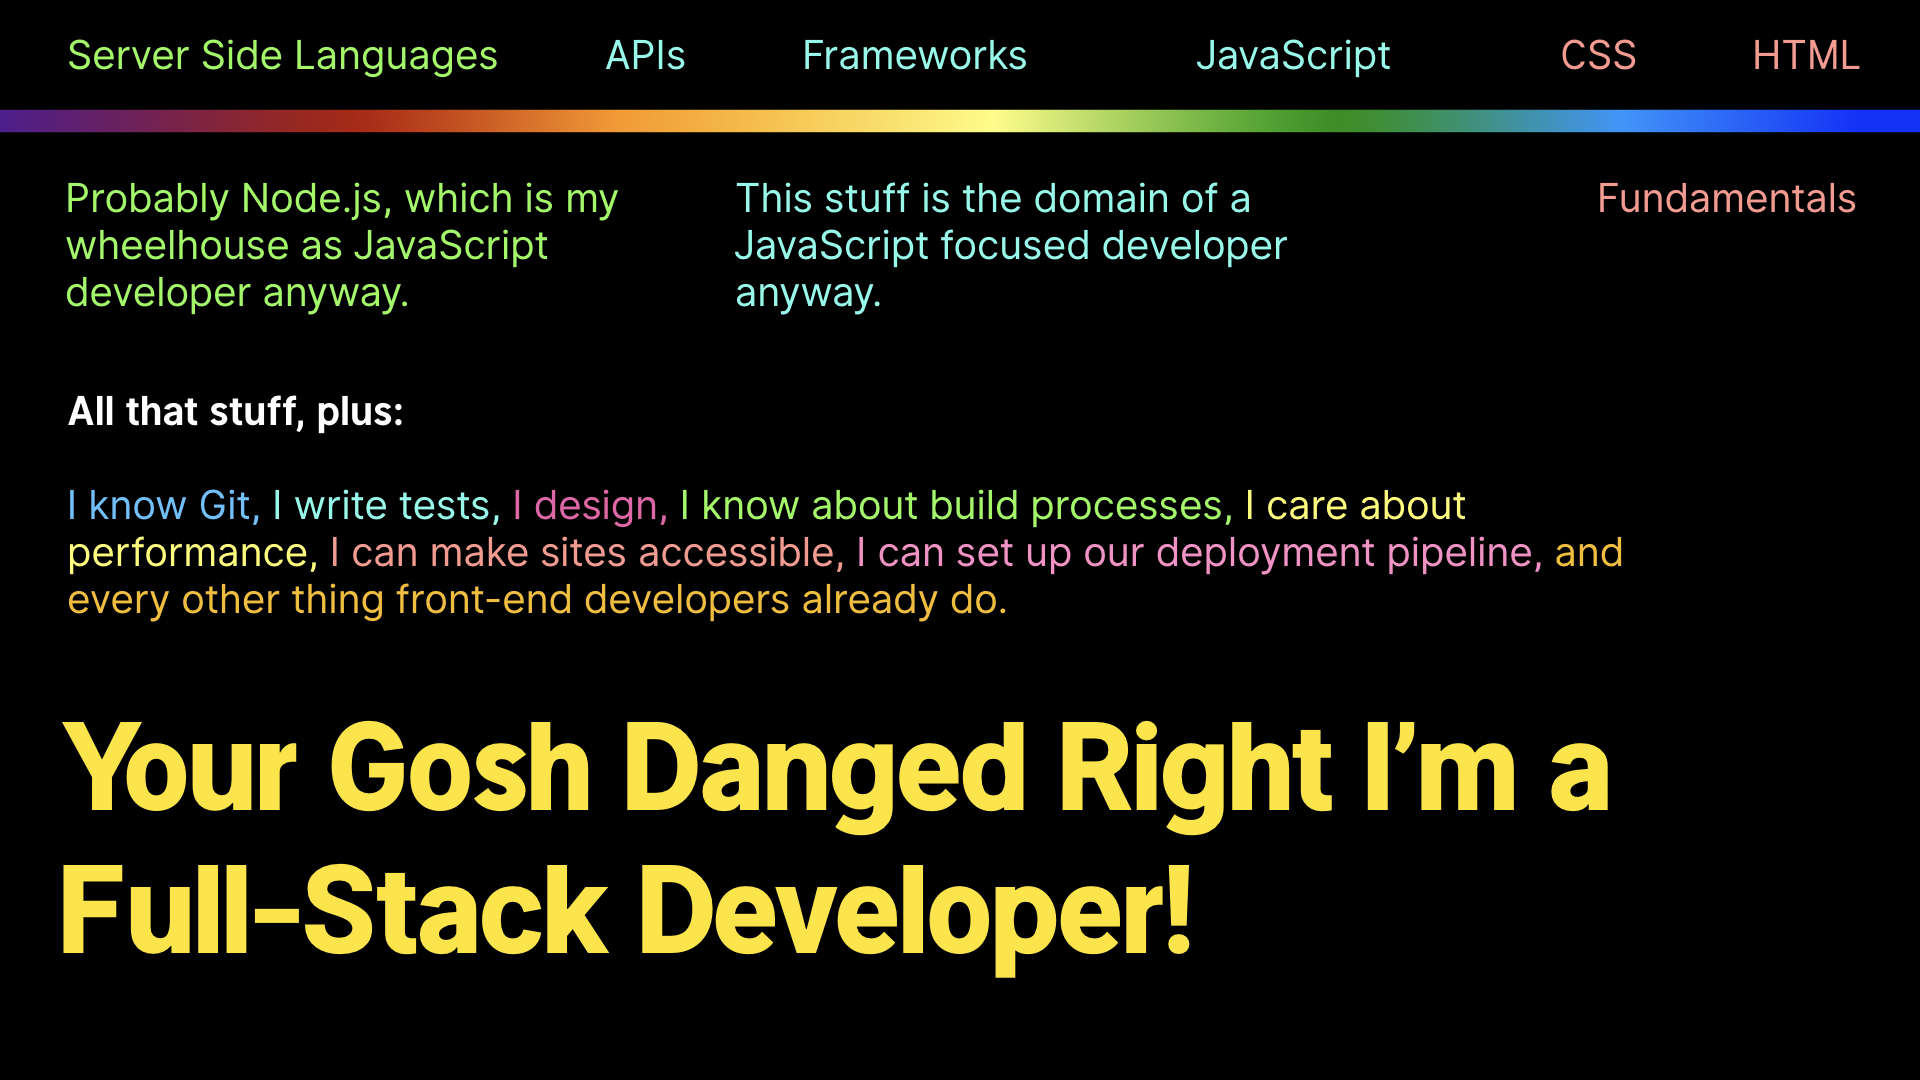 Server Side Languages APIs Frameworks JavaScript CSS HTML
Probably Node.js, which is my
wheelhouse as JavaScript
developer anyway.
This stuff is the domain of a
JavaScript focused developer
anyway.
Fundamentals
All that stuff, plus:
I know Git, I write tests, I design, I know about build processes, I care about
performance, I can make sites accessible, I can set up our deployment pipeline, and
every other thing front-end developers already do.
Your Gosh Danged Right I’m a
Full-Stack Developer!